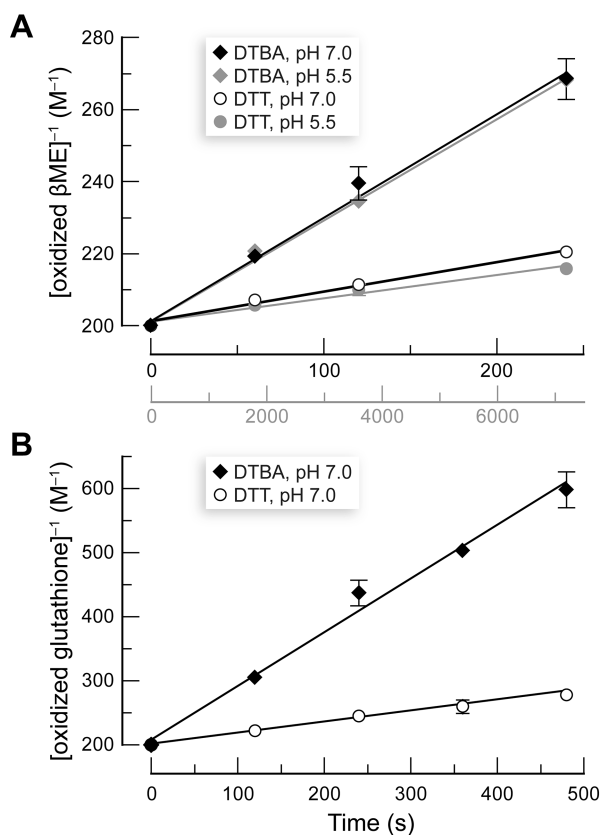 A
[oxidized βME]⁻¹ (M⁻¹)
280
260
240
220
200
DTBA, pH 7.0
DTBA, pH 5.5
DTT, pH 7.0
DTT, pH 5.5
0 100 200
0 2000 4000 6000
B
[oxidized glutathione]⁻¹ (M⁻¹)
600
500
400
300
200
DTBA, pH 7.0
DTT, pH 7.0
0 100 200 300 400 500
Time (s)